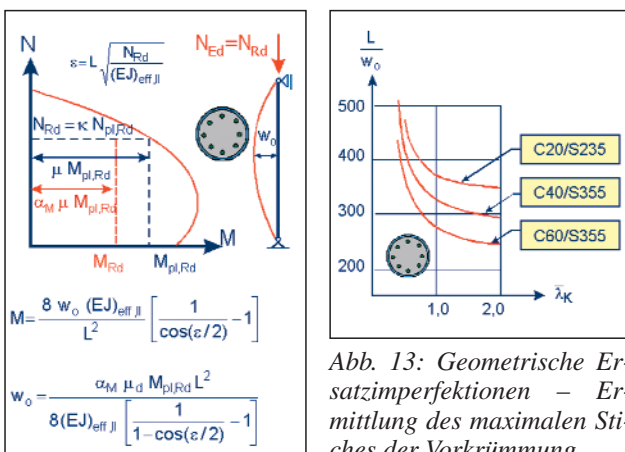 N
ε=L √(N_Rd / (EJ)_eff,II)
N_Ed=N_Rd
N_Rd=κ N_pl,Rd
w_o
μ M_pl,Rd
α_M μ M_pl,Rd
M
M_Rd
M_pl,Rd
M= 8 w_o (EJ)_eff,II / L² [ 1 / cos(ε/2) -1 ]
w_o= α_M μ_d M_pl,Rd L² / 8(EJ)_eff,II [ 1 / 1-cos(ε/2) -1 ]
L
w_o
500
400
300
200
C20/S235
C40/S355
C60/S355
1,0
2,0
λ̄_K
Abb. 13: Geometrische Er-
satzimperfektionen – Er-
mittlung des maximalen Sti-
ches der Vorkrümmung